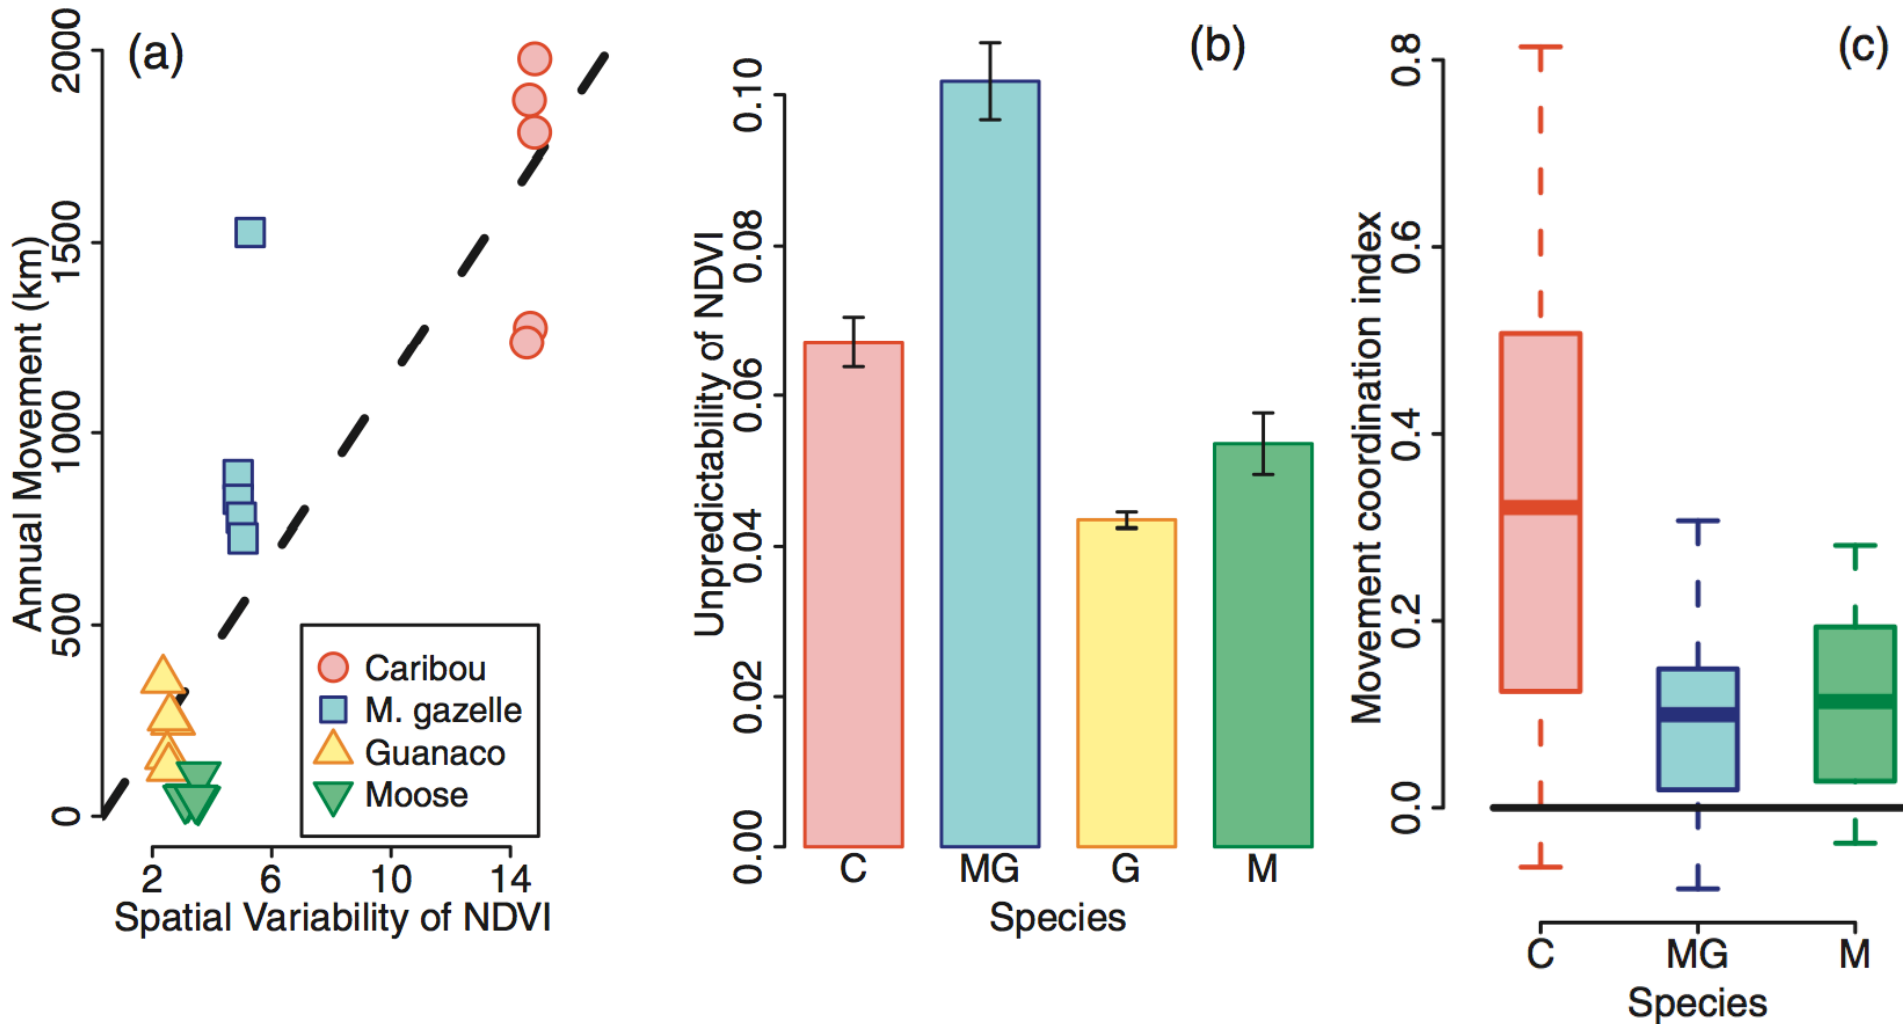 (a)
Annual Movement (km)
2000
1500
1000
500
0
2 6 10 14
Spatial Variability of NDVI
Caribou
M. gazelle
Guanaco
Moose
(b)
Unpredictability of NDVI
0.10
0.08
0.06
0.04
0.02
0.00
C MG G M
Species
(c)
Movement coordination index
0.8
0.6
0.4
0.2
0.0
C MG M
Species